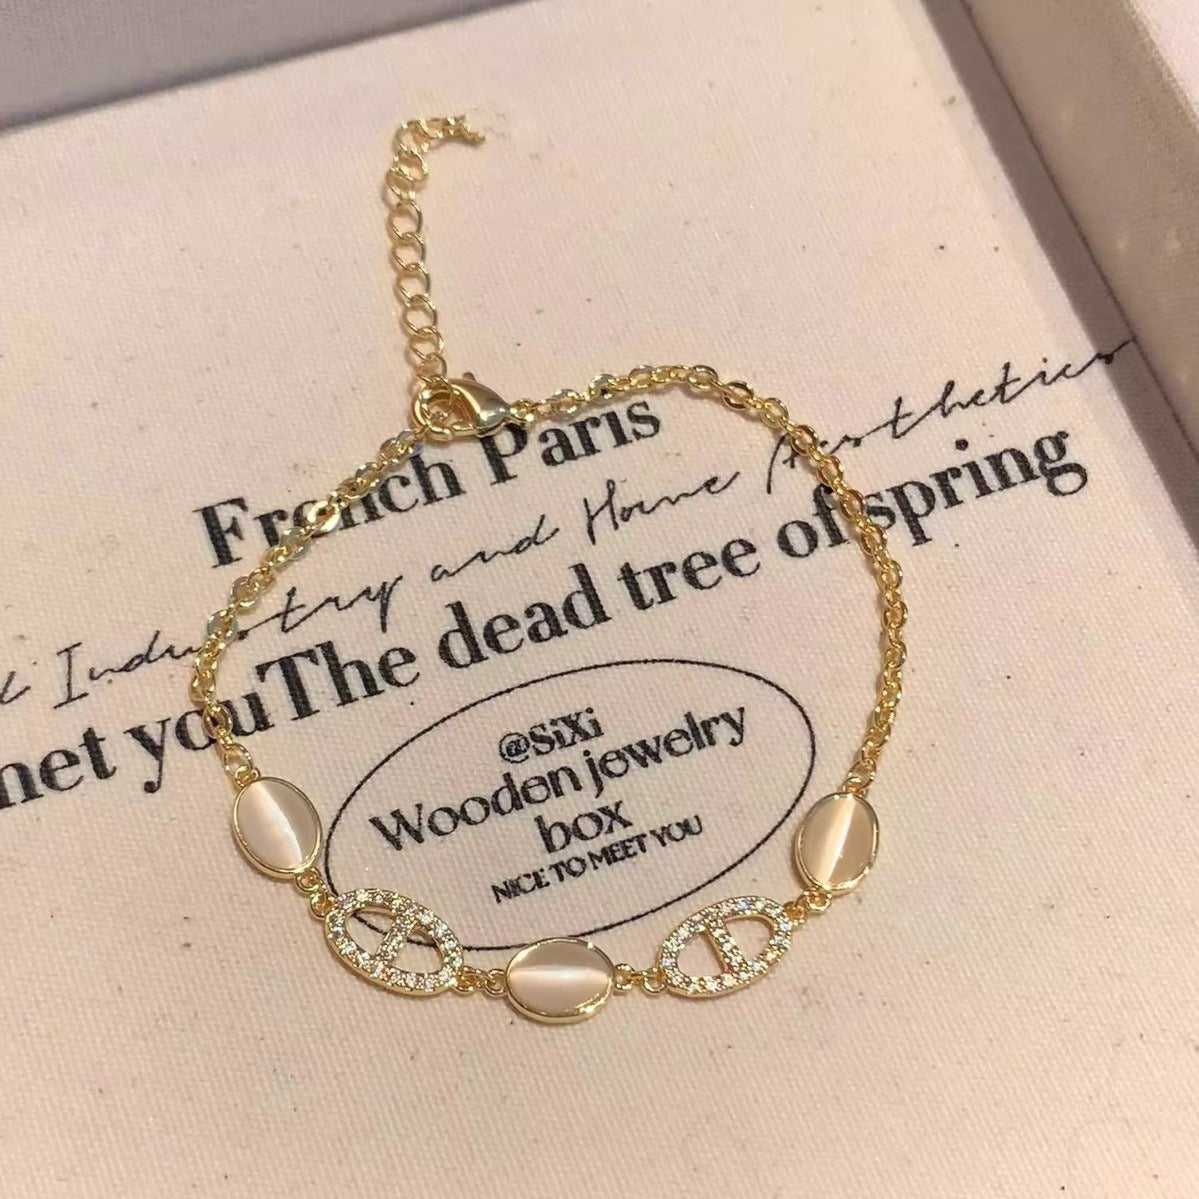 French Paris
Industry and Home Aesthetics
met youThe dead tree of spring
@SiXi
Wooden jewelry
box
NICE TO MEET YOU